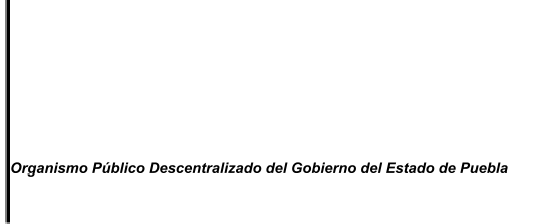 Organismo Público Descentralizado del Gobierno del Estado de Puebla